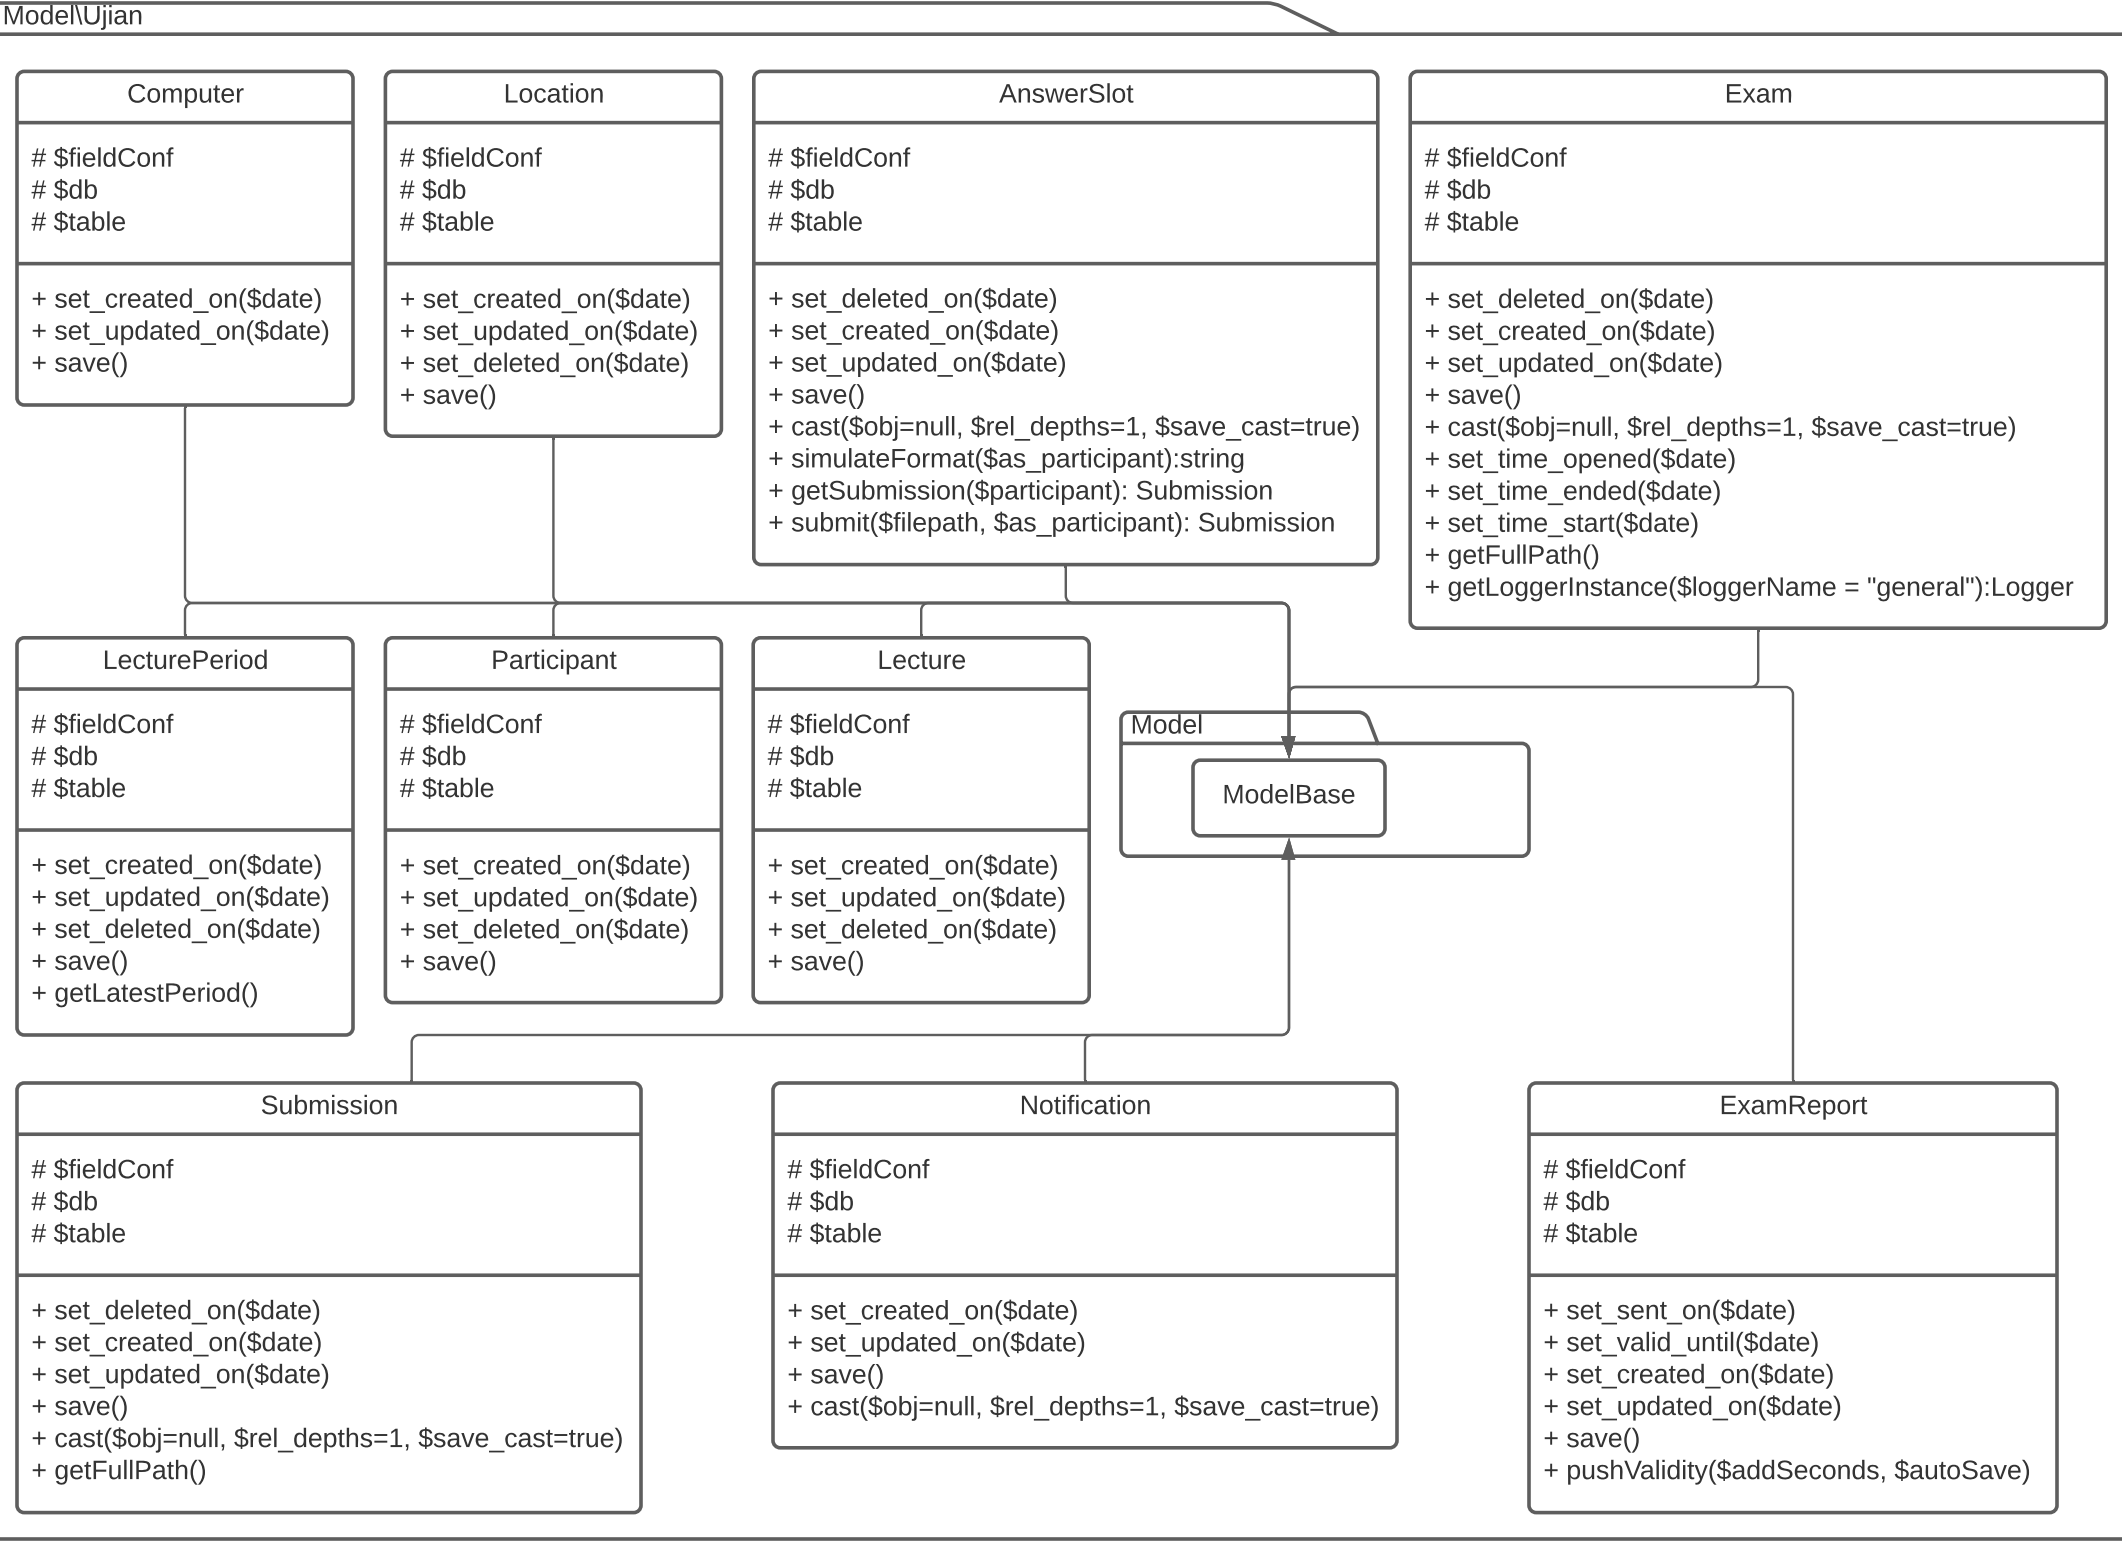 Model\Ujian
Computer
# $fieldConf
# $db
# $table
+ set_created_on($date)
+ set_updated_on($date)
+ save()
Location
# $fieldConf
# $db
# $table
+ set_created_on($date)
+ set_updated_on($date)
+ set_deleted_on($date)
+ save()
AnswerSlot
# $fieldConf
# $db
# $table
+ set_deleted_on($date)
+ set_created_on($date)
+ set_updated_on($date)
+ save()
+ cast($obj=null, $rel_depths=1, $save_cast=true)
+ simulateFormat($as_participant):string
+ getSubmission($participant): Submission
+ submit($filepath, $as_participant): Submission
Exam
# $fieldConf
# $db
# $table
+ set_deleted_on($date)
+ set_created_on($date)
+ set_updated_on($date)
+ save()
+ cast($obj=null, $rel_depths=1, $save_cast=true)
+ set_time_opened($date)
+ set_time_ended($date)
+ set_time_start($date)
+ getFullPath()
+ getLoggerInstance($loggerName = "general"):Logger
LecturePeriod
# $fieldConf
# $db
# $table
+ set_created_on($date)
+ set_updated_on($date)
+ set_deleted_on($date)
+ save()
+ getLatestPeriod()
Participant
# $fieldConf
# $db
# $table
+ set_created_on($date)
+ set_updated_on($date)
+ set_deleted_on($date)
+ save()
Lecture
# $fieldConf
# $db
# $table
+ set_created_on($date)
+ set_updated_on($date)
+ set_deleted_on($date)
+ save()
Model
ModelBase
Submission
# $fieldConf
# $db
# $table
+ set_deleted_on($date)
+ set_created_on($date)
+ set_updated_on($date)
+ save()
+ cast($obj=null, $rel_depths=1, $save_cast=true)
+ getFullPath()
Notification
# $fieldConf
# $db
# $table
+ set_created_on($date)
+ set_updated_on($date)
+ save()
+ cast($obj=null, $rel_depths=1, $save_cast=true)
ExamReport
# $fieldConf
# $db
# $table
+ set_sent_on($date)
+ set_valid_until($date)
+ set_created_on($date)
+ set_updated_on($date)
+ save()
+ pushValidity($addSeconds, $autoSave)